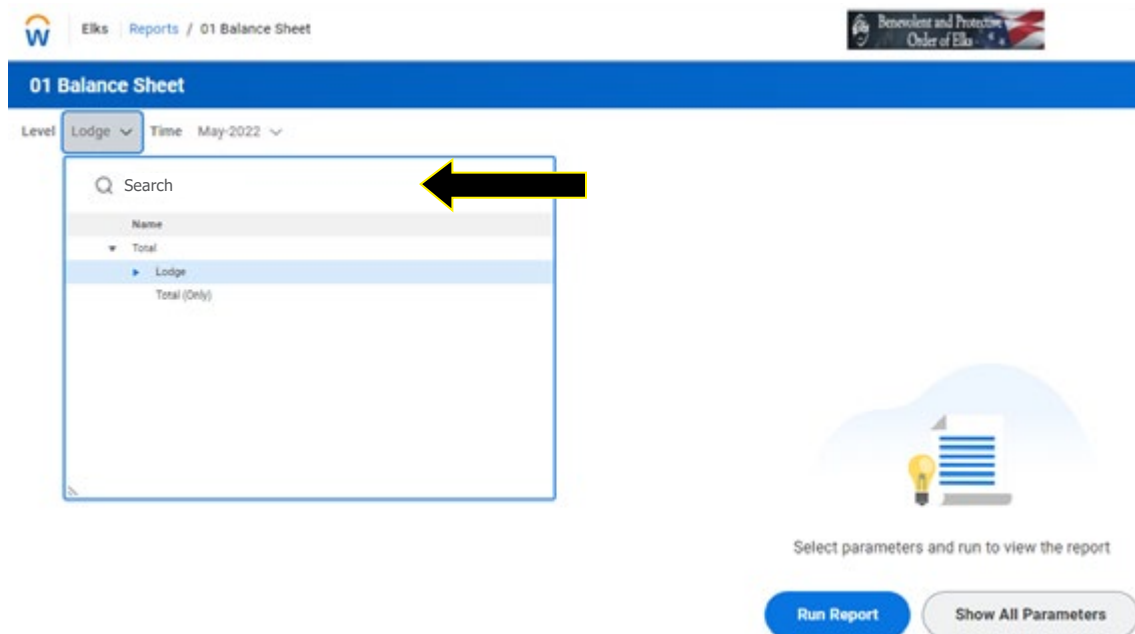 Elks Reports / 01 Balance Sheet
Benevolent and Protective
Order of Elks
01 Balance Sheet
Level Lodge Time May-2022
Search
Name
Total
Lodge
Total (Only)
Select parameters and run to view the report
Run Report Show All Parameters